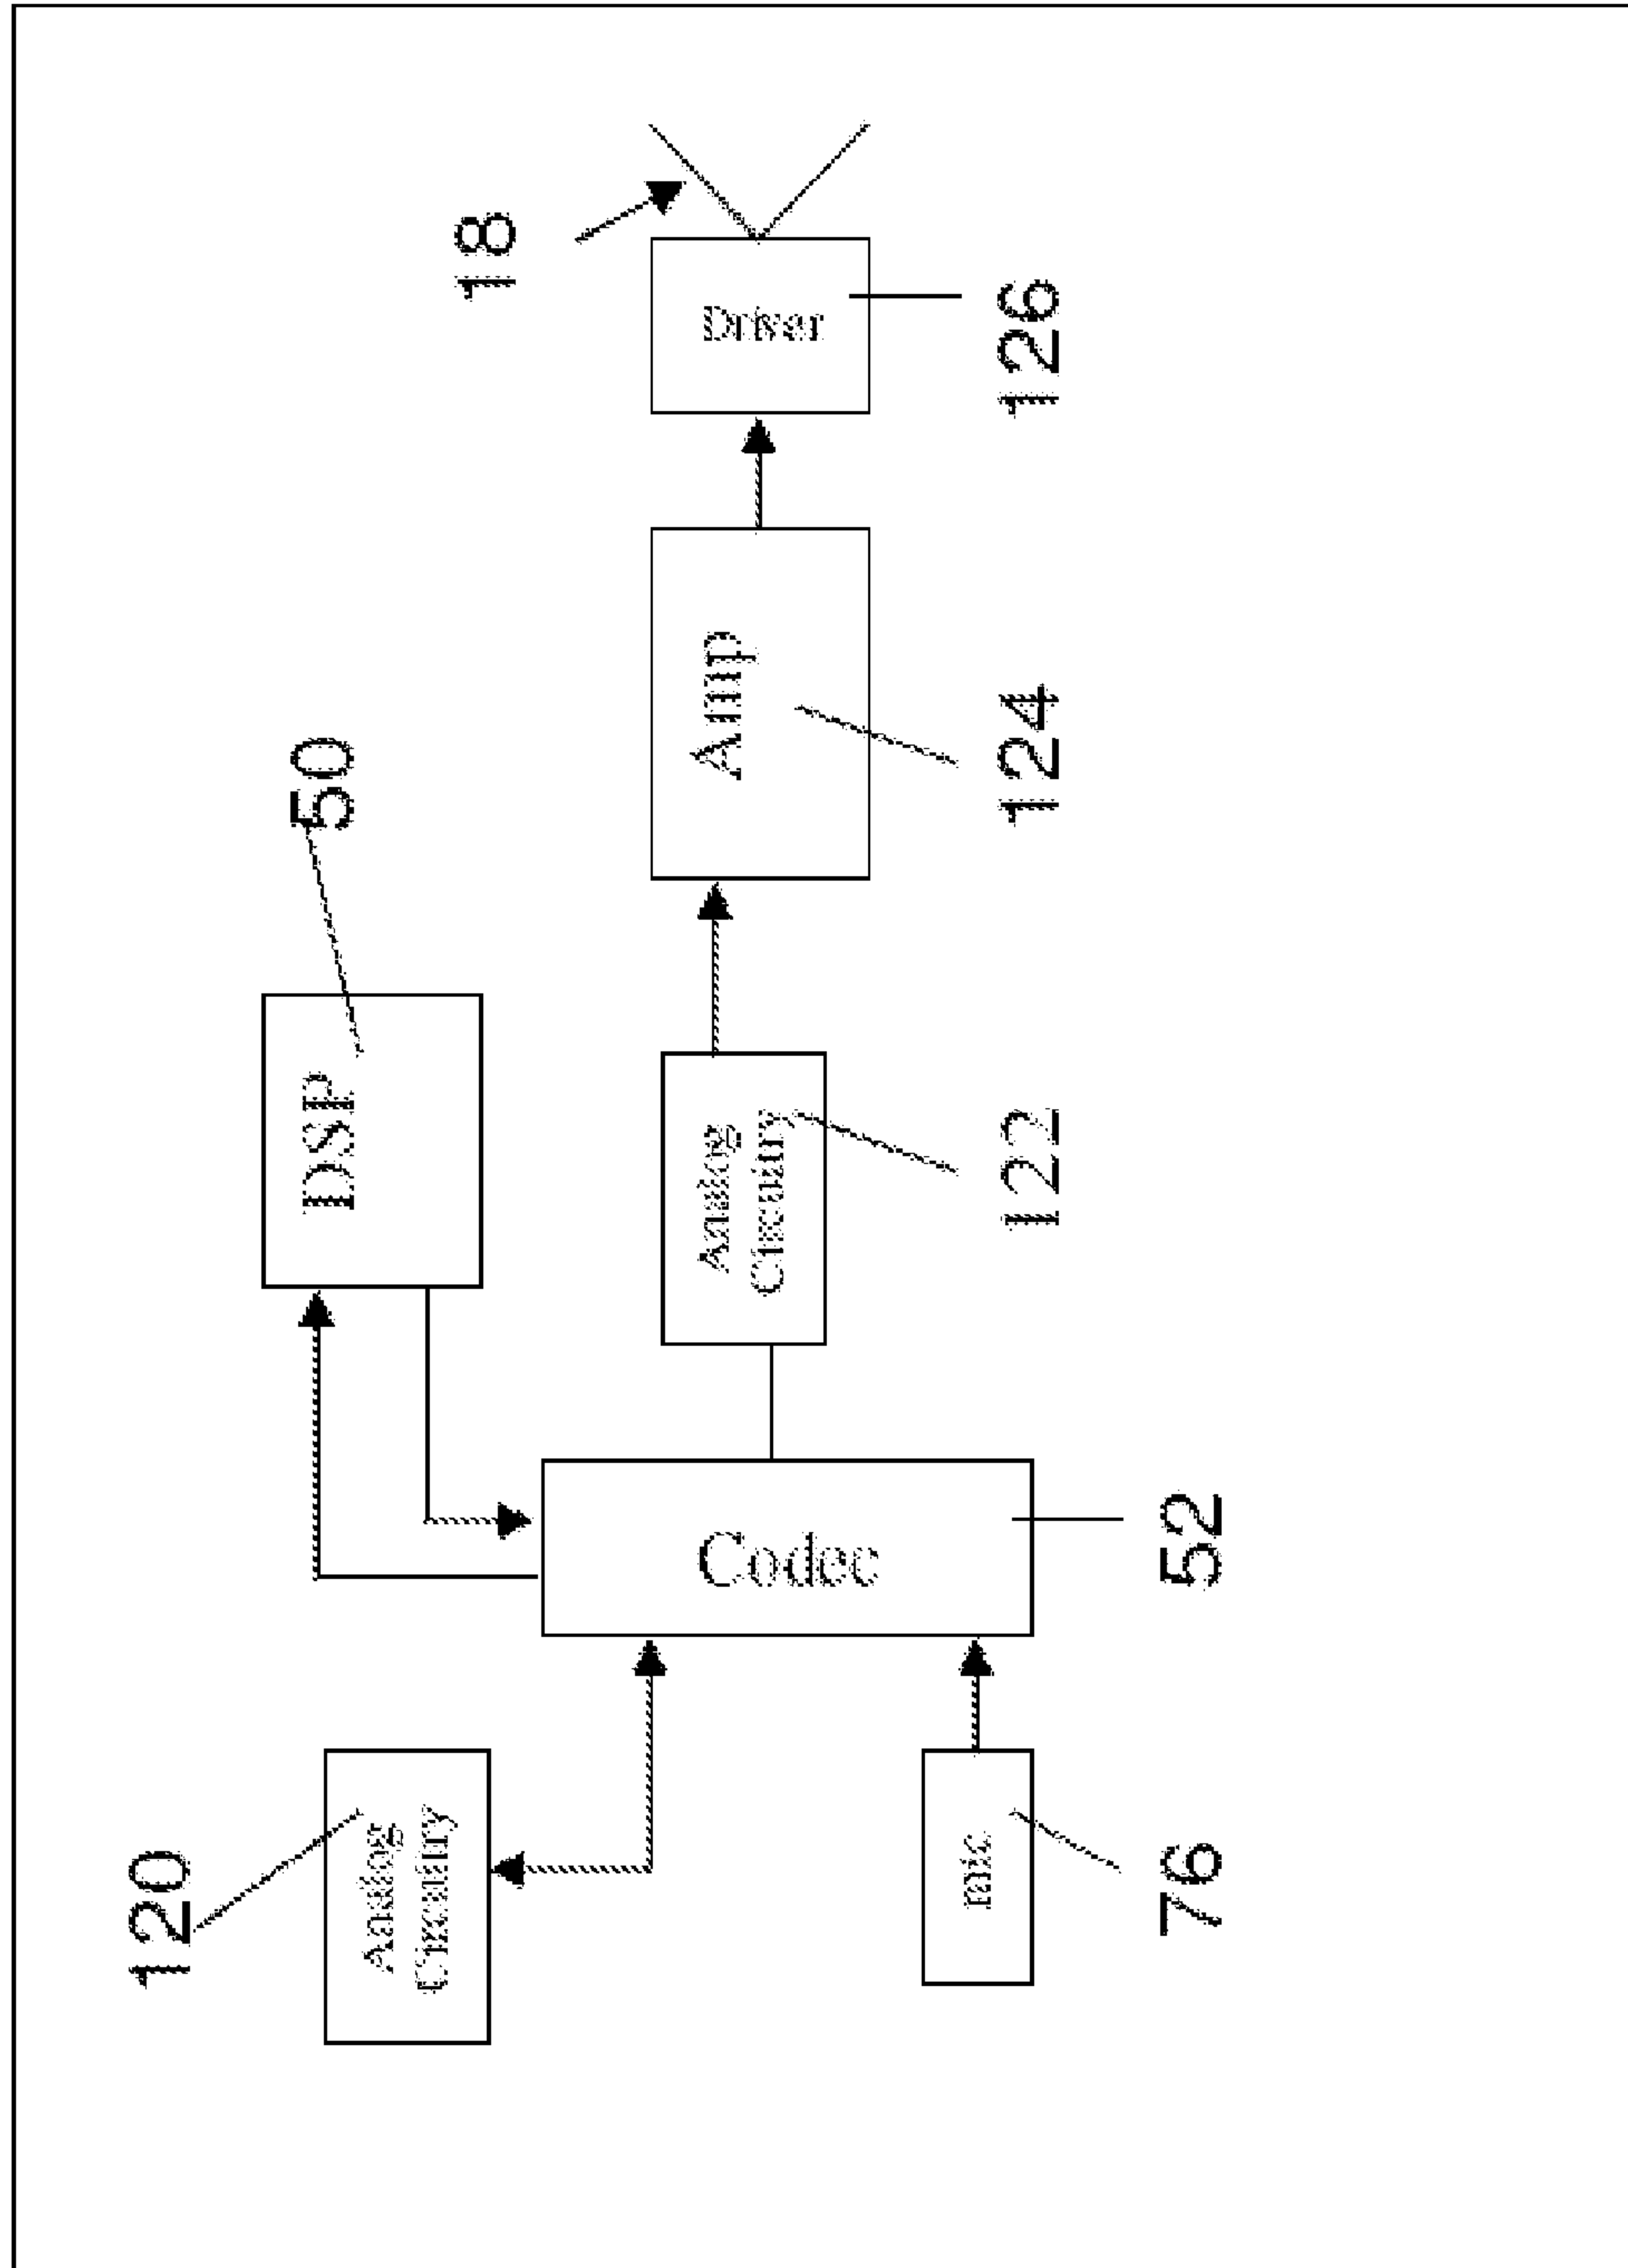 18
Driver
126
Amp
124
50
DSP
Analog
Circuitry
122
Codec
52
120
Analog
Circuitry
mic
76